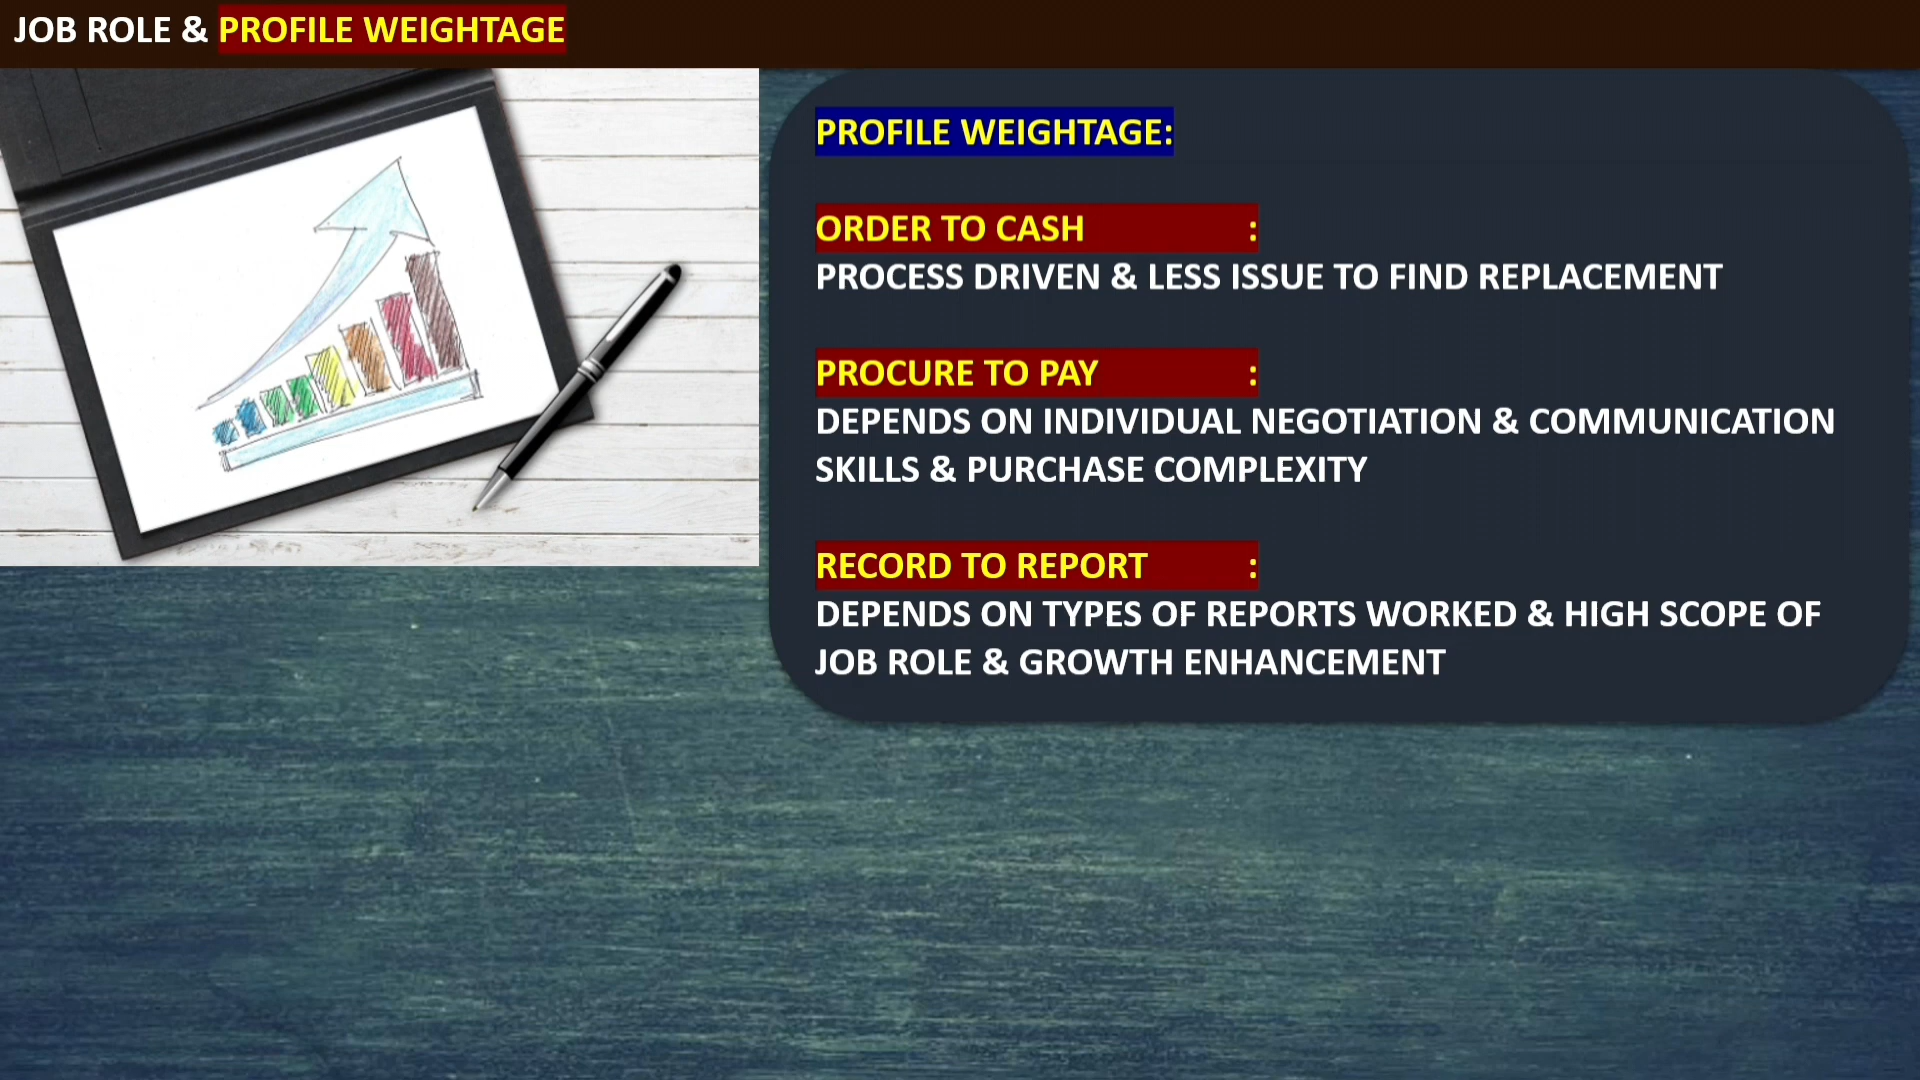 JOB ROLE & PROFILE WEIGHTAGE
PROFILE WEIGHTAGE:
ORDER TO CASH :
PROCESS DRIVEN & LESS ISSUE TO FIND REPLACEMENT
PROCURE TO PAY :
DEPENDS ON INDIVIDUAL NEGOTIATION & COMMUNICATION
SKILLS & PURCHASE COMPLEXITY
RECORD TO REPORT :
DEPENDS ON TYPES OF REPORTS WORKED & HIGH SCOPE OF
JOB ROLE & GROWTH ENHANCEMENT